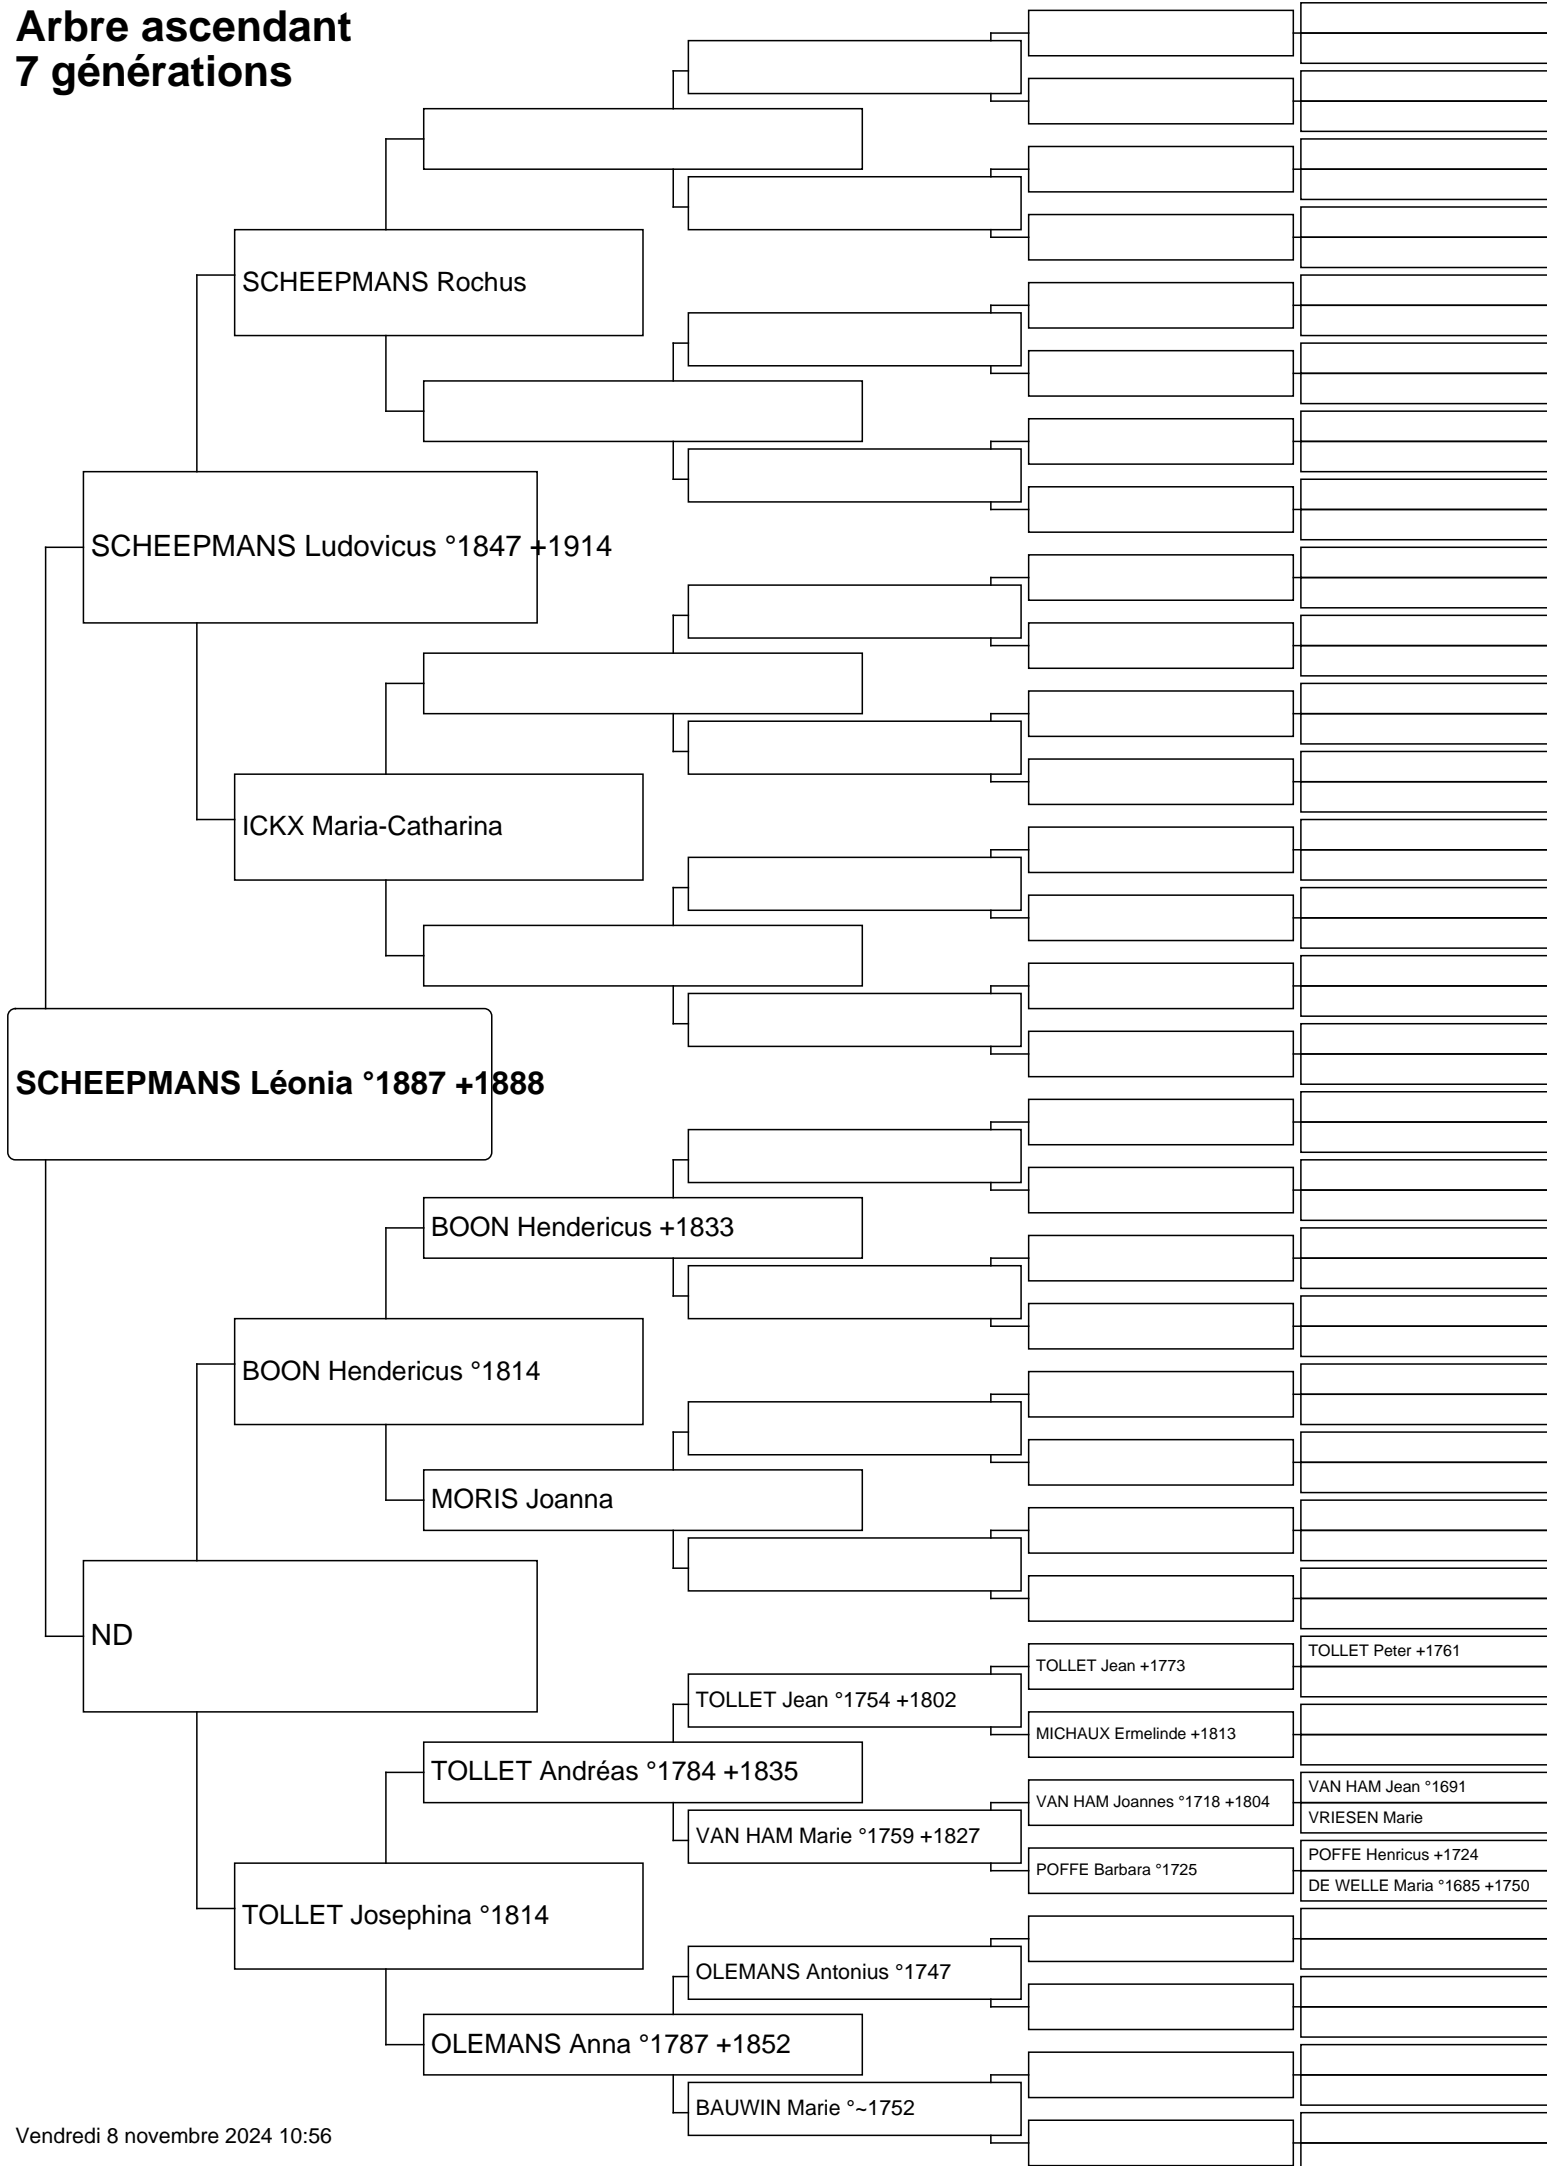 Arbre ascendant
7 générations
SCHEEPMANS Rochus
SCHEEPMANS Ludovicus °1847 +1914
ICKX Maria-Catharina
SCHEEPMANS Léonia °1887 +1888
BOON Hendericus +1833
BOON Hendericus °1814
MORIS Joanna
ND
TOLLET Jean +1773
TOLLET Peter +1761
TOLLET Jean °1754 +1802
MICHAUX Ermelinde +1813
TOLLET Andréas °1784 +1835
VAN HAM Joannes °1718 +1804
VAN HAM Jean °1691
VRIESEN Marie
VAN HAM Marie °1759 +1827
POFFE Barbara °1725
POFFE Henricus +1724
DE WELLE Maria °1685 +1750
TOLLET Josephina °1814
OLEMANS Antonius °1747
OLEMANS Anna °1787 +1852
BAUWIN Marie °~1752
Vendredi 8 novembre 2024 10:56